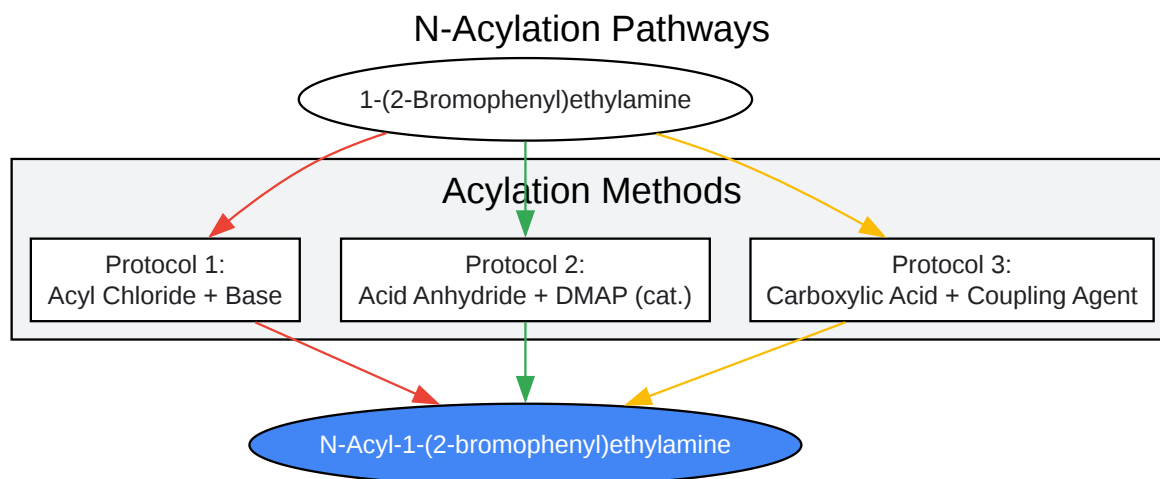 N-Acylation Pathways
1-(2-Bromophenyl)ethylamine
Acylation Methods
Protocol 1:
Acyl Chloride + Base
Protocol 2:
Acid Anhydride + DMAP (cat.)
Protocol 3:
Carboxylic Acid + Coupling Agent
N-Acyl-1-(2-bromophenyl)ethylamine